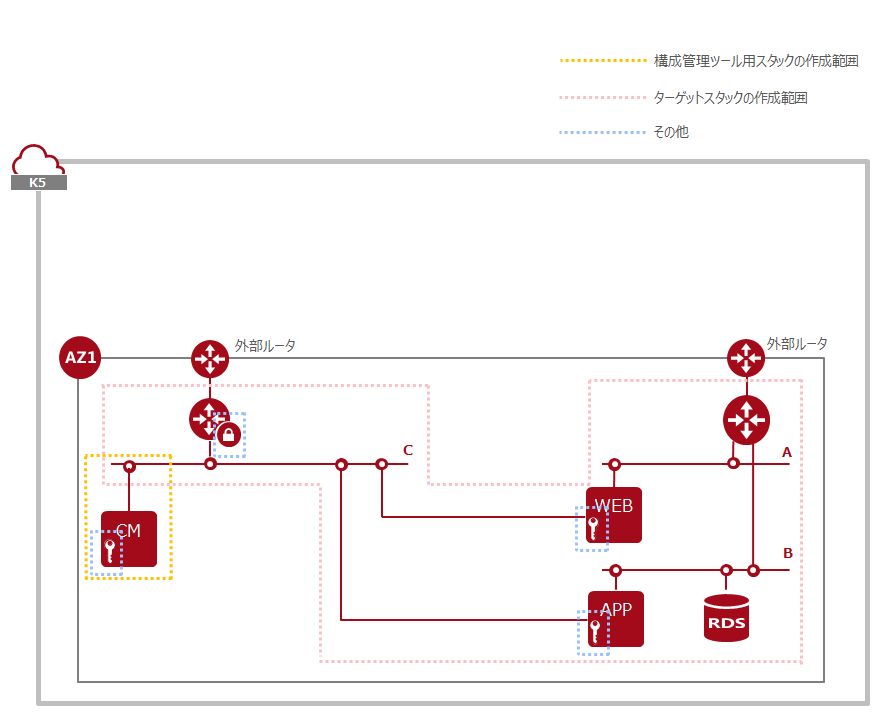 構成管理ツール用スタックの作成範囲
ターゲットスタックの作成範囲
その他
K5
AZ1
外部ルータ
外部ルータ
C
A
CM
WEB
B
APP
RDS